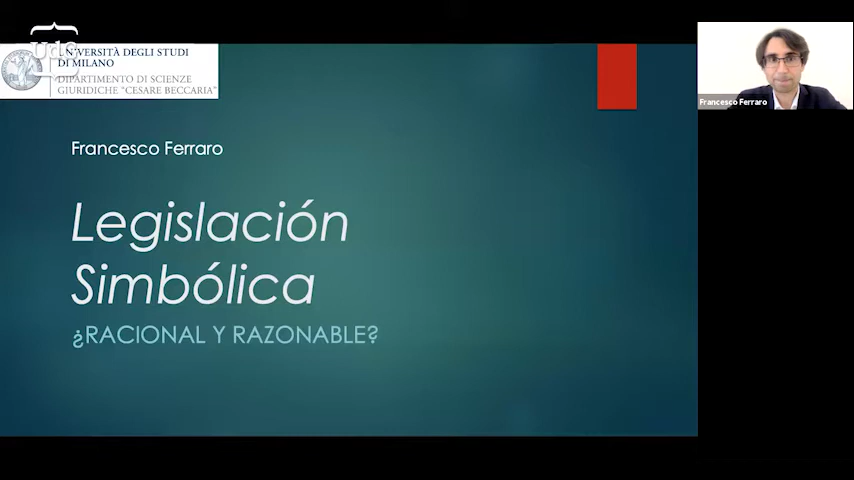 UdG
UNIVERSITÀ DEGLI STUDI
DI MILANO
DIPARTIMENTO DI SCIENZE
GIURIDICHE "CESARE BECCARIA"
Francesco Ferraro
Francesco Ferraro
Legislación
Simbólica
¿RACIONAL Y RAZONABLE?